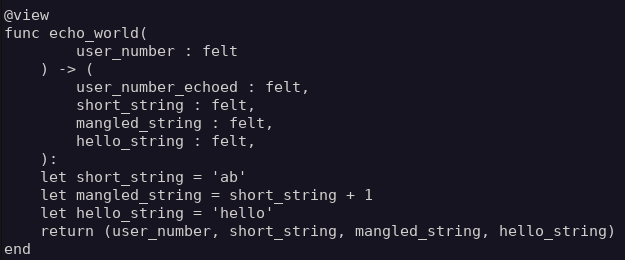 @view
func echo_world(
        user_number : felt
    ) -> (
        user_number_echoed : felt,
        short_string : felt,
        mangled_string : felt,
        hello_string : felt,
    ):
    let short_string = 'ab'
    let mangled_string = short_string + 1
    let hello_string = 'hello'
    return (user_number, short_string, mangled_string, hello_string)
end